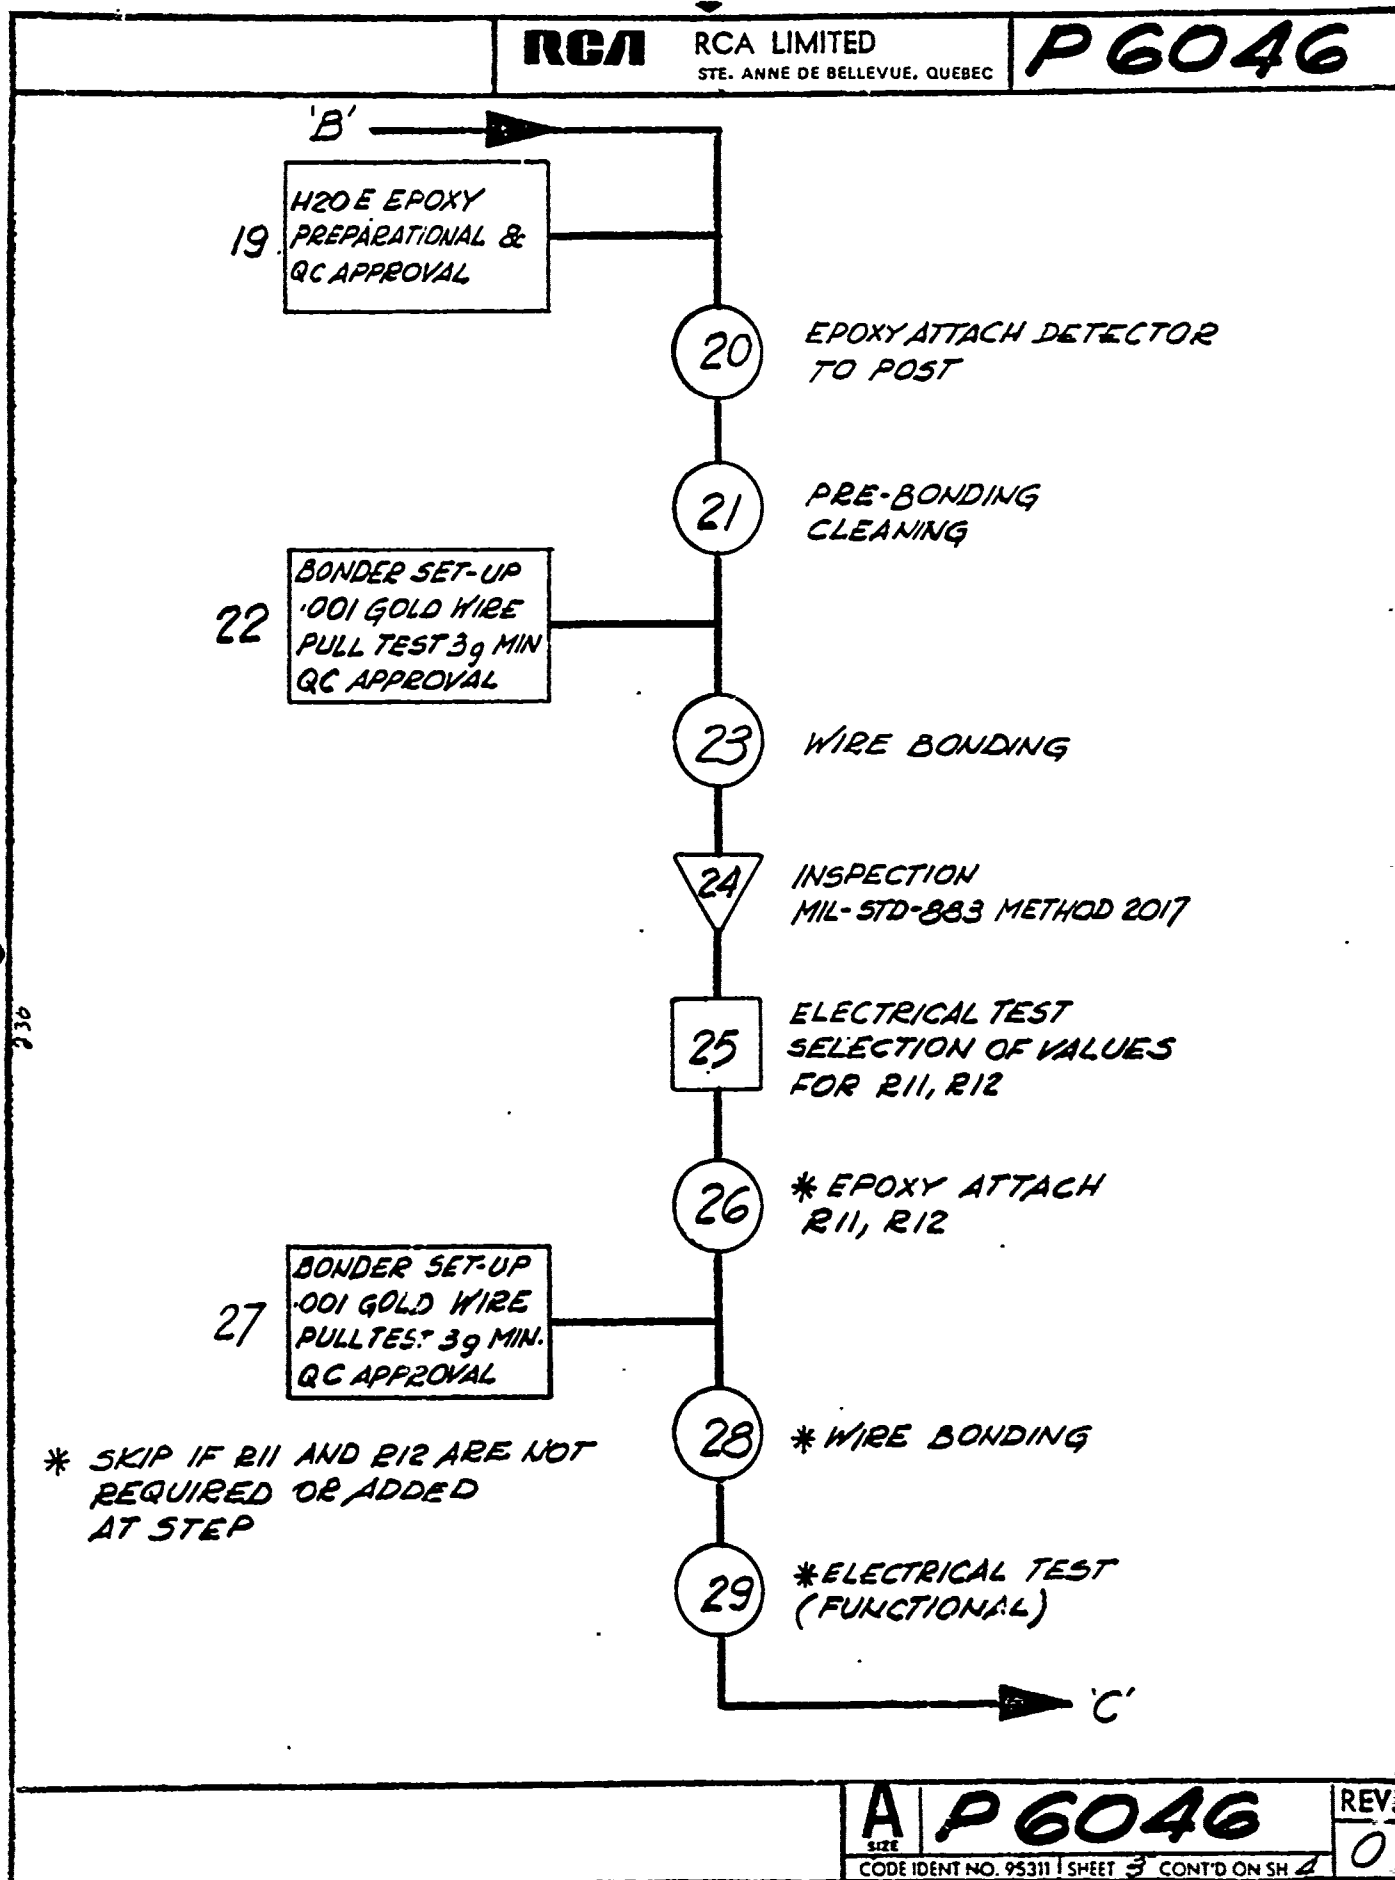 RCA RCA LIMITED
STE. ANNE DE BELLEVUE, QUEBEC
P6046
'B'
19.
H20E EPOXY
PREPARATIONAL &
QC APPROVAL
20
EPOXY ATTACH DETECTOR
TO POST
21
PRE-BONDING
CLEANING
22
BONDER SET-UP
.001 GOLD WIRE
PULL TEST 3g MIN
QC APPROVAL
23
WIRE BONDING
24
INSPECTION
MIL-STD-883 METHOD 2017
25
ELECTRICAL TEST
SELECTION OF VALUES
FOR R11, R12
236
26
* EPOXY ATTACH
R11, R12
27
BONDER SET-UP
.001 GOLD WIRE
PULL TEST 3g MIN.
QC APPROVAL
28
* WIRE BONDING
* SKIP IF R11 AND R12 ARE NOT
REQUIRED OR ADDED
AT STEP
29
* ELECTRICAL TEST
(FUNCTIONAL)
'C'
A
SIZE
P6046
REV
0
CODE IDENT NO. 95311 SHEET 3 CONT'D ON SH 4